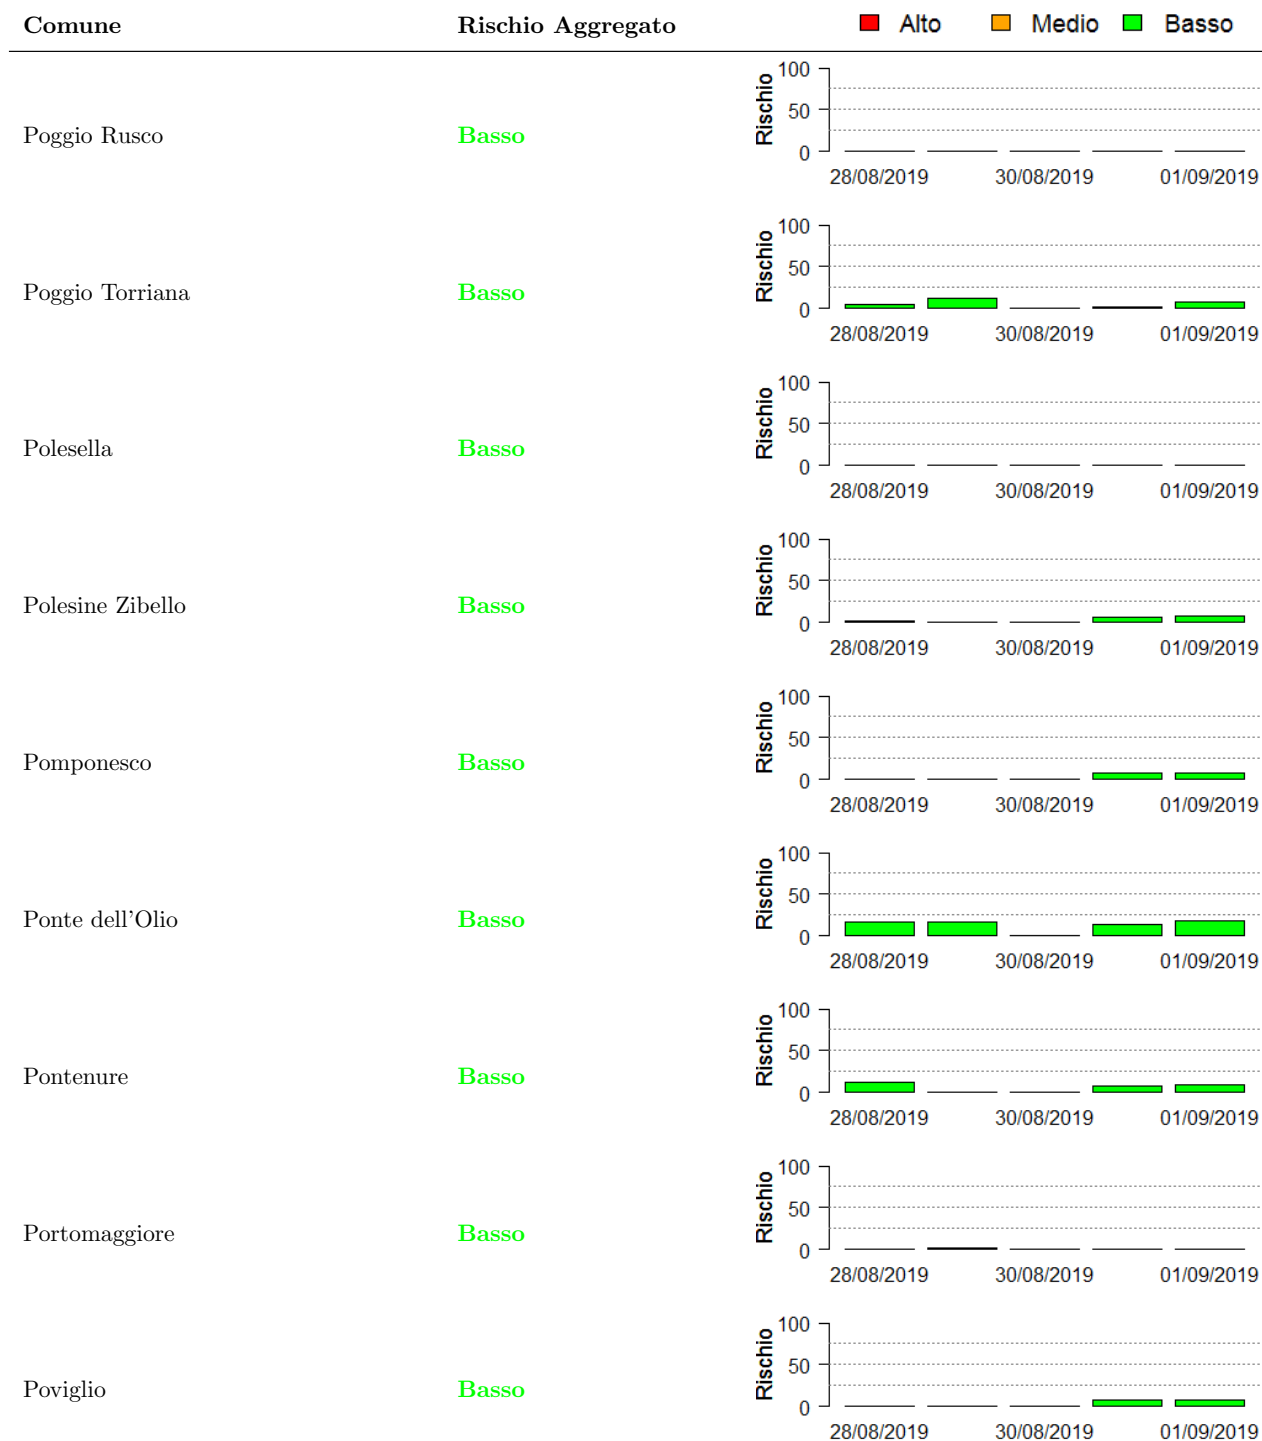 Comune Rischio Aggregato Alto Medio Basso
Poggio Rusco Basso Rischio 100 50 0
28/08/2019 30/08/2019 01/09/2019
Poggio Torriana Basso Rischio 100 50 0
28/08/2019 30/08/2019 01/09/2019
Polesella Basso Rischio 100 50 0
28/08/2019 30/08/2019 01/09/2019
Polesine Zibello Basso Rischio 100 50 0
28/08/2019 30/08/2019 01/09/2019
Pomponesco Basso Rischio 100 50 0
28/08/2019 30/08/2019 01/09/2019
Ponte dell'Olio Basso Rischio 100 50 0
28/08/2019 30/08/2019 01/09/2019
Pontenure Basso Rischio 100 50 0
28/08/2019 30/08/2019 01/09/2019
Portomaggiore Basso Rischio 100 50 0
28/08/2019 30/08/2019 01/09/2019
Poviglio Basso Rischio 100 50 0
28/08/2019 30/08/2019 01/09/2019